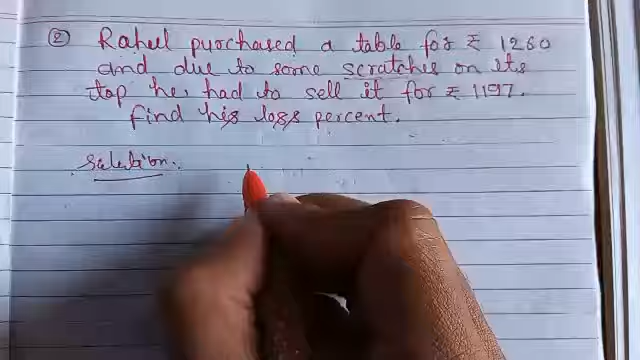 ② Rahul purchased a table for ₹ 1260
and due to some scratches on its
top he had to sell it for ₹ 1197.
Find his loss percent.
Solution.